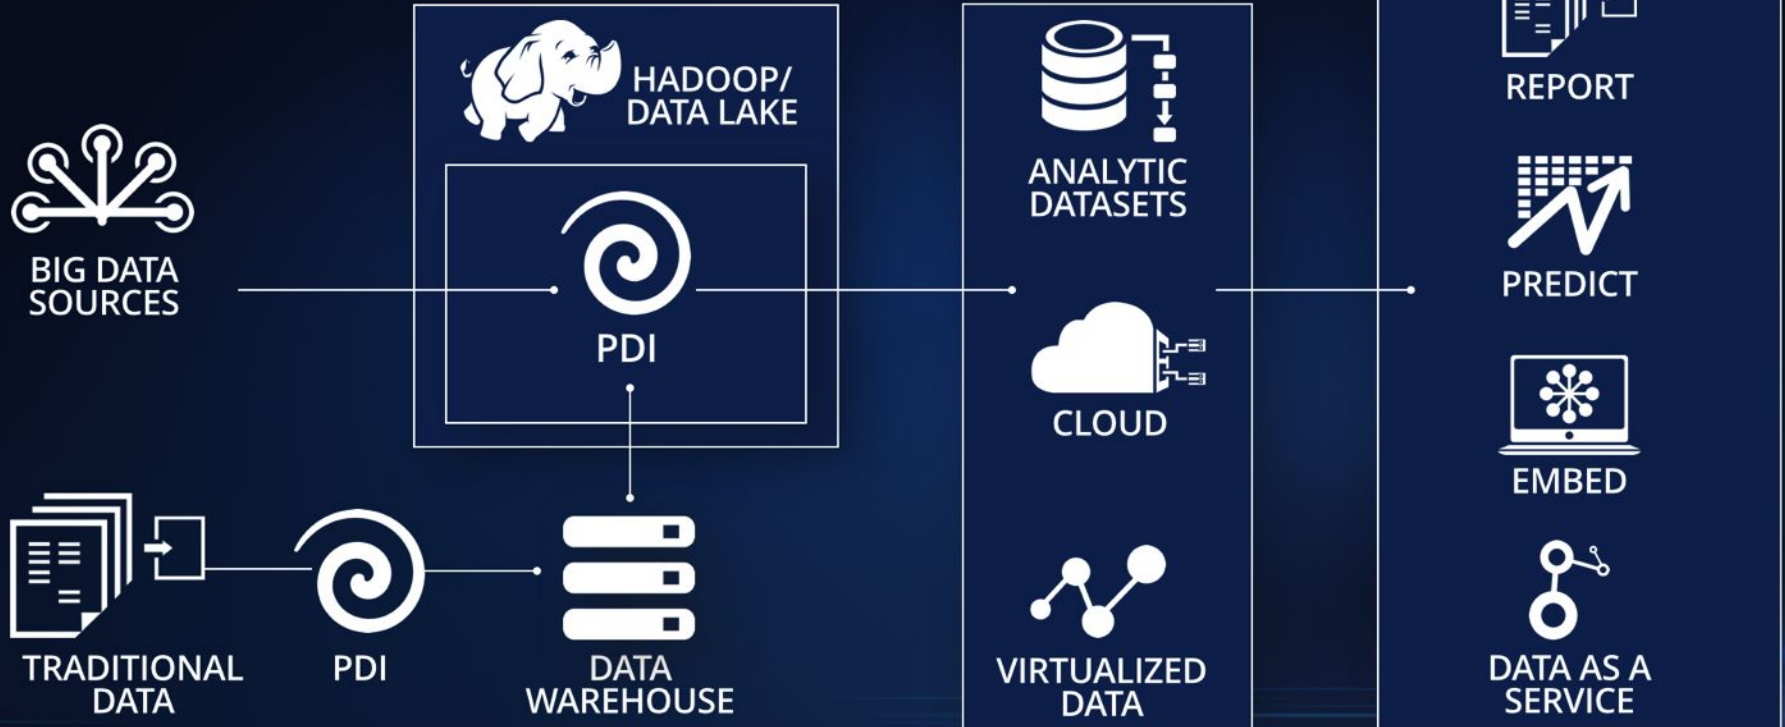 HADOOP/
DATA LAKE
BIG DATA
SOURCES
PDI
TRADITIONAL
DATA
PDI
DATA
WAREHOUSE
ANALYTIC
DATASETS
CLOUD
VIRTUALIZED
DATA
REPORT
PREDICT
EMBED
DATA AS A
SERVICE